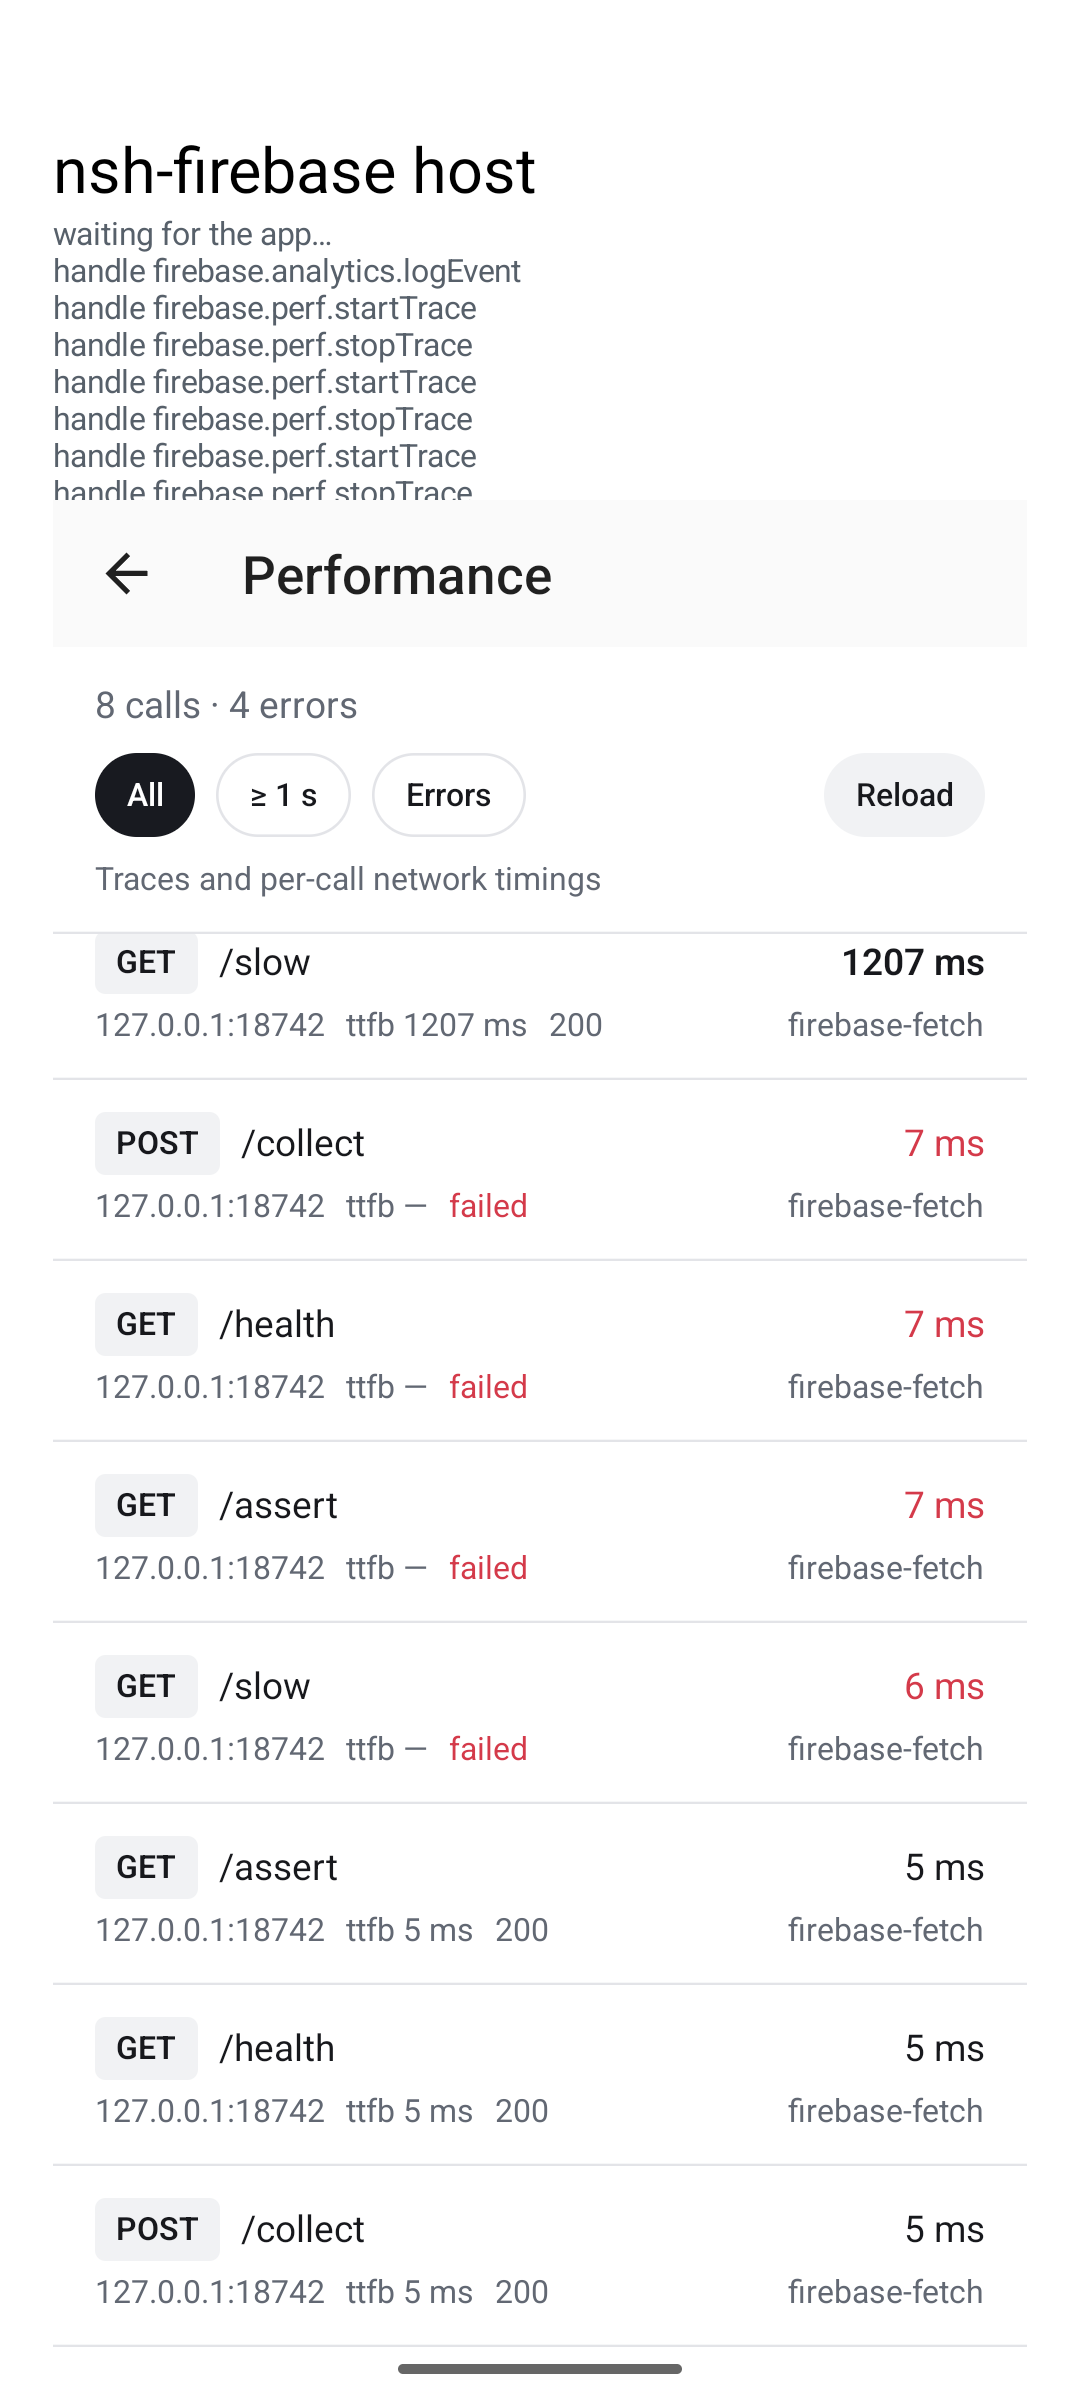 nsh-firebase host
waiting for the app...
handle firebase.analytics.logEvent
handle firebase.perf.startTrace
handle firebase.perf.stopTrace
handle firebase.perf.startTrace
handle firebase.perf.stopTrace
handle firebase.perf.startTrace
handle firebase.perf.stopTrace
Performance
8 calls · 4 errors
All ≥ 1 s Errors Reload
Traces and per-call network timings
GET /slow 1207 ms
127.0.0.1:18742 ttfb 1207 ms 200 firebase-fetch
POST /collect 7 ms
127.0.0.1:18742 ttfb — failed firebase-fetch
GET /health 7 ms
127.0.0.1:18742 ttfb — failed firebase-fetch
GET /assert 7 ms
127.0.0.1:18742 ttfb — failed firebase-fetch
GET /slow 6 ms
127.0.0.1:18742 ttfb — failed firebase-fetch
GET /assert 5 ms
127.0.0.1:18742 ttfb 5 ms 200 firebase-fetch
GET /health 5 ms
127.0.0.1:18742 ttfb 5 ms 200 firebase-fetch
POST /collect 5 ms
127.0.0.1:18742 ttfb 5 ms 200 firebase-fetch